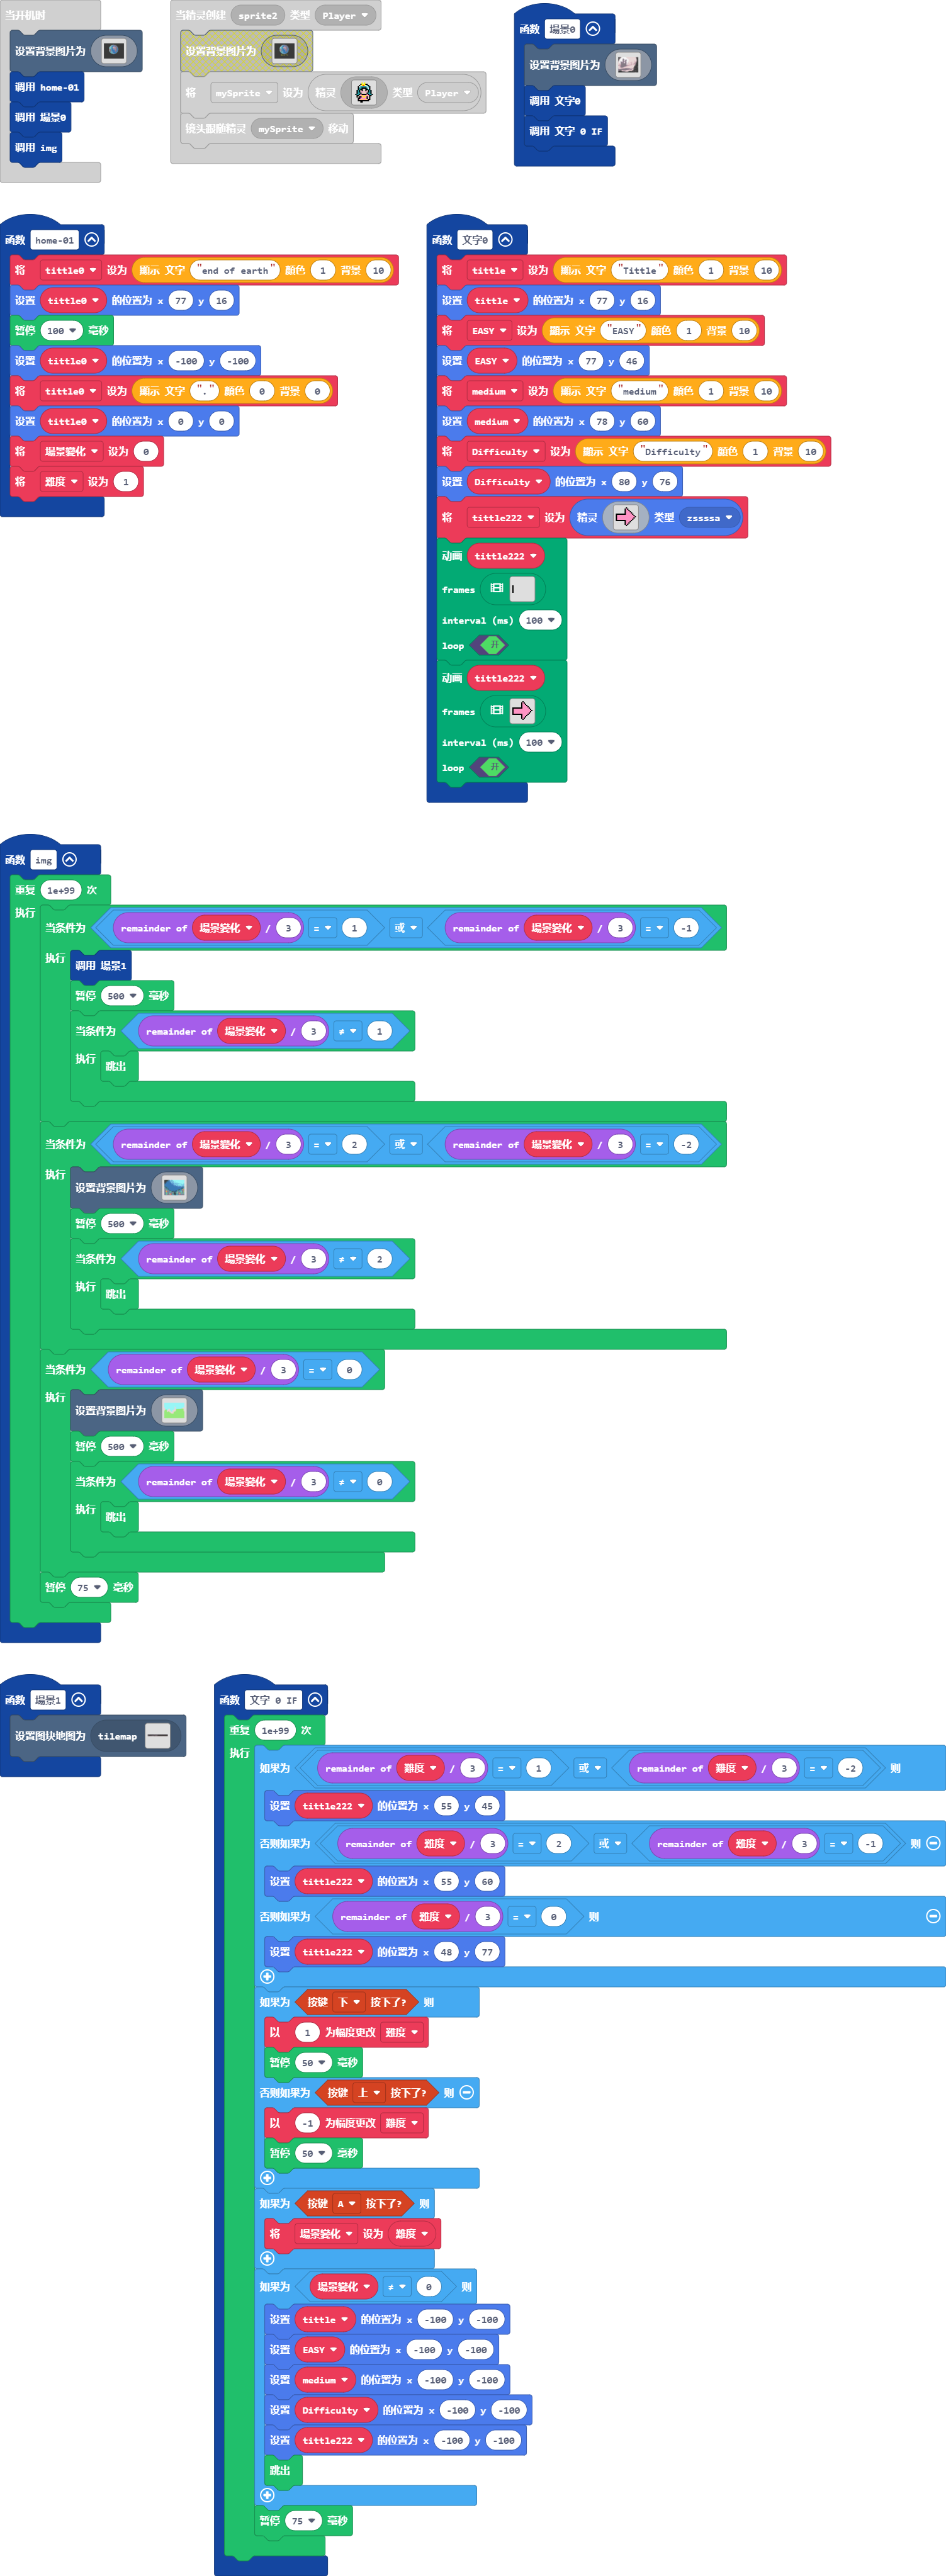 当开机时
设置背景图片为
调用 home-01
调用 場景0
调用 img
当精灵创建 sprite2 类型 Player
设置背景图片为
将 mySprite 设为 精灵 类型 Player
镜头跟随精灵 mySprite 移动
函数 場景0
设置背景图片为
调用 文字0
调用 文字 0 IF
函数 home-01
将 tittle0 设为 顯示 文字 "end of earth" 顏色 1 背景 10
设置 tittle0 的位置为 x 77 y 16
暂停 100 毫秒
设置 tittle0 的位置为 x -100 y -100
将 tittle0 设为 顯示 文字 "." 顏色 0 背景 0
设置 tittle0 的位置为 x 0 y 0
将 場景變化 设为 0
将 難度 设为 1
函数 文字0
将 tittle 设为 顯示 文字 "Tittle" 顏色 1 背景 10
设置 tittle 的位置为 x 77 y 16
将 EASY 设为 顯示 文字 "EASY" 顏色 1 背景 10
设置 EASY 的位置为 x 77 y 46
将 medium 设为 顯示 文字 "medium" 顏色 1 背景 10
设置 medium 的位置为 x 78 y 60
将 Difficulty 设为 顯示 文字 "Difficulty" 顏色 1 背景 10
设置 Difficulty 的位置为 x 80 y 76
将 tittle222 设为 精灵 类型 zssssa
动画 tittle222
frames
interval (ms) 100
loop 开
动画 tittle222
frames
interval (ms) 100
loop 开
函数 img
重复 1e+99 次
执行
当条件为 remainder of 場景變化 / 3 = 1 或 remainder of 場景變化 / 3 = -1
执行
调用 場景1
暂停 500 毫秒
当条件为 remainder of 場景變化 / 3 ≠ 1
执行 跳出
当条件为 remainder of 場景變化 / 3 = 2 或 remainder of 場景變化 / 3 = -2
执行
设置背景图片为
暂停 500 毫秒
当条件为 remainder of 場景變化 / 3 ≠ 2
执行 跳出
当条件为 remainder of 場景變化 / 3 = 0
执行
设置背景图片为
暂停 500 毫秒
当条件为 remainder of 場景變化 / 3 ≠ 0
执行 跳出
暂停 75 毫秒
函数 場景1
设置图块地图为 tilemap
函数 文字 0 IF
重复 1e+99 次
执行
如果为 remainder of 難度 / 3 = 1 或 remainder of 難度 / 3 = -2 则
设置 tittle222 的位置为 x 55 y 45
否则如果为 remainder of 難度 / 3 = 2 或 remainder of 難度 / 3 = -1 则
设置 tittle222 的位置为 x 55 y 60
否则如果为 remainder of 難度 / 3 = 0 则
设置 tittle222 的位置为 x 48 y 77
如果为 按键 下 按下了? 则
以 1 为幅度更改 難度
暂停 50 毫秒
否则如果为 按键 上 按下了? 则
以 -1 为幅度更改 難度
暂停 50 毫秒
如果为 按键 A 按下了? 则
将 場景變化 设为 難度
如果为 場景變化 ≠ 0 则
设置 tittle 的位置为 x -100 y -100
设置 EASY 的位置为 x -100 y -100
设置 medium 的位置为 x -100 y -100
设置 Difficulty 的位置为 x -100 y -100
设置 tittle222 的位置为 x -100 y -100
跳出
暂停 75 毫秒